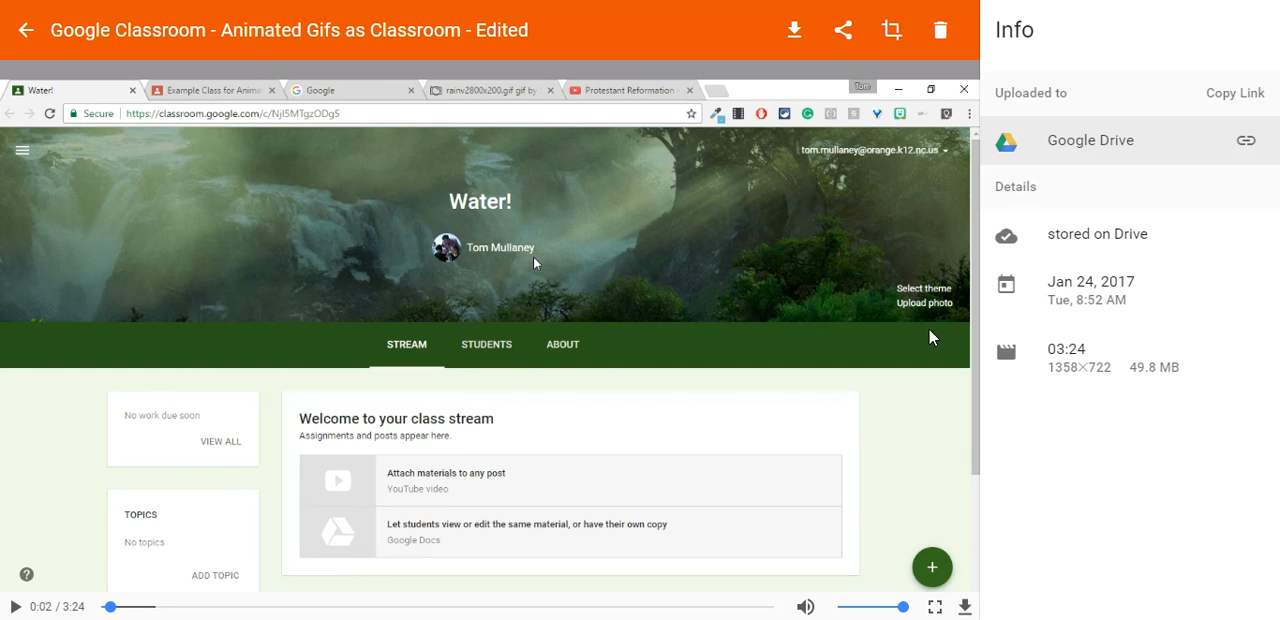 Google Classroom - Animated Gifs as Classroom - Edited
Info
Uploaded to
Copy Link
Google Drive
Details
stored on Drive
Jan 24, 2017
Tue, 8:52 AM
03:24
1358×722 49.8 MB
Water!
Example Class for Anima
Google
rainv2800x200.gif gif by
Protestant Reformation
Tom
Secure https://classroom.google.com/c/NjI5MTgzODg5
tom.mullaney@orange.k12.nc.us
Water!
Tom Mullaney
Select theme
Upload photo
STREAM STUDENTS ABOUT
No work due soon
VIEW ALL
TOPICS
No topics
ADD TOPIC
Welcome to your class stream
Assignments and posts appear here.
Attach materials to any post
YouTube video
Let students view or edit the same material, or have their own copy
Google Docs
0:02 / 3:24